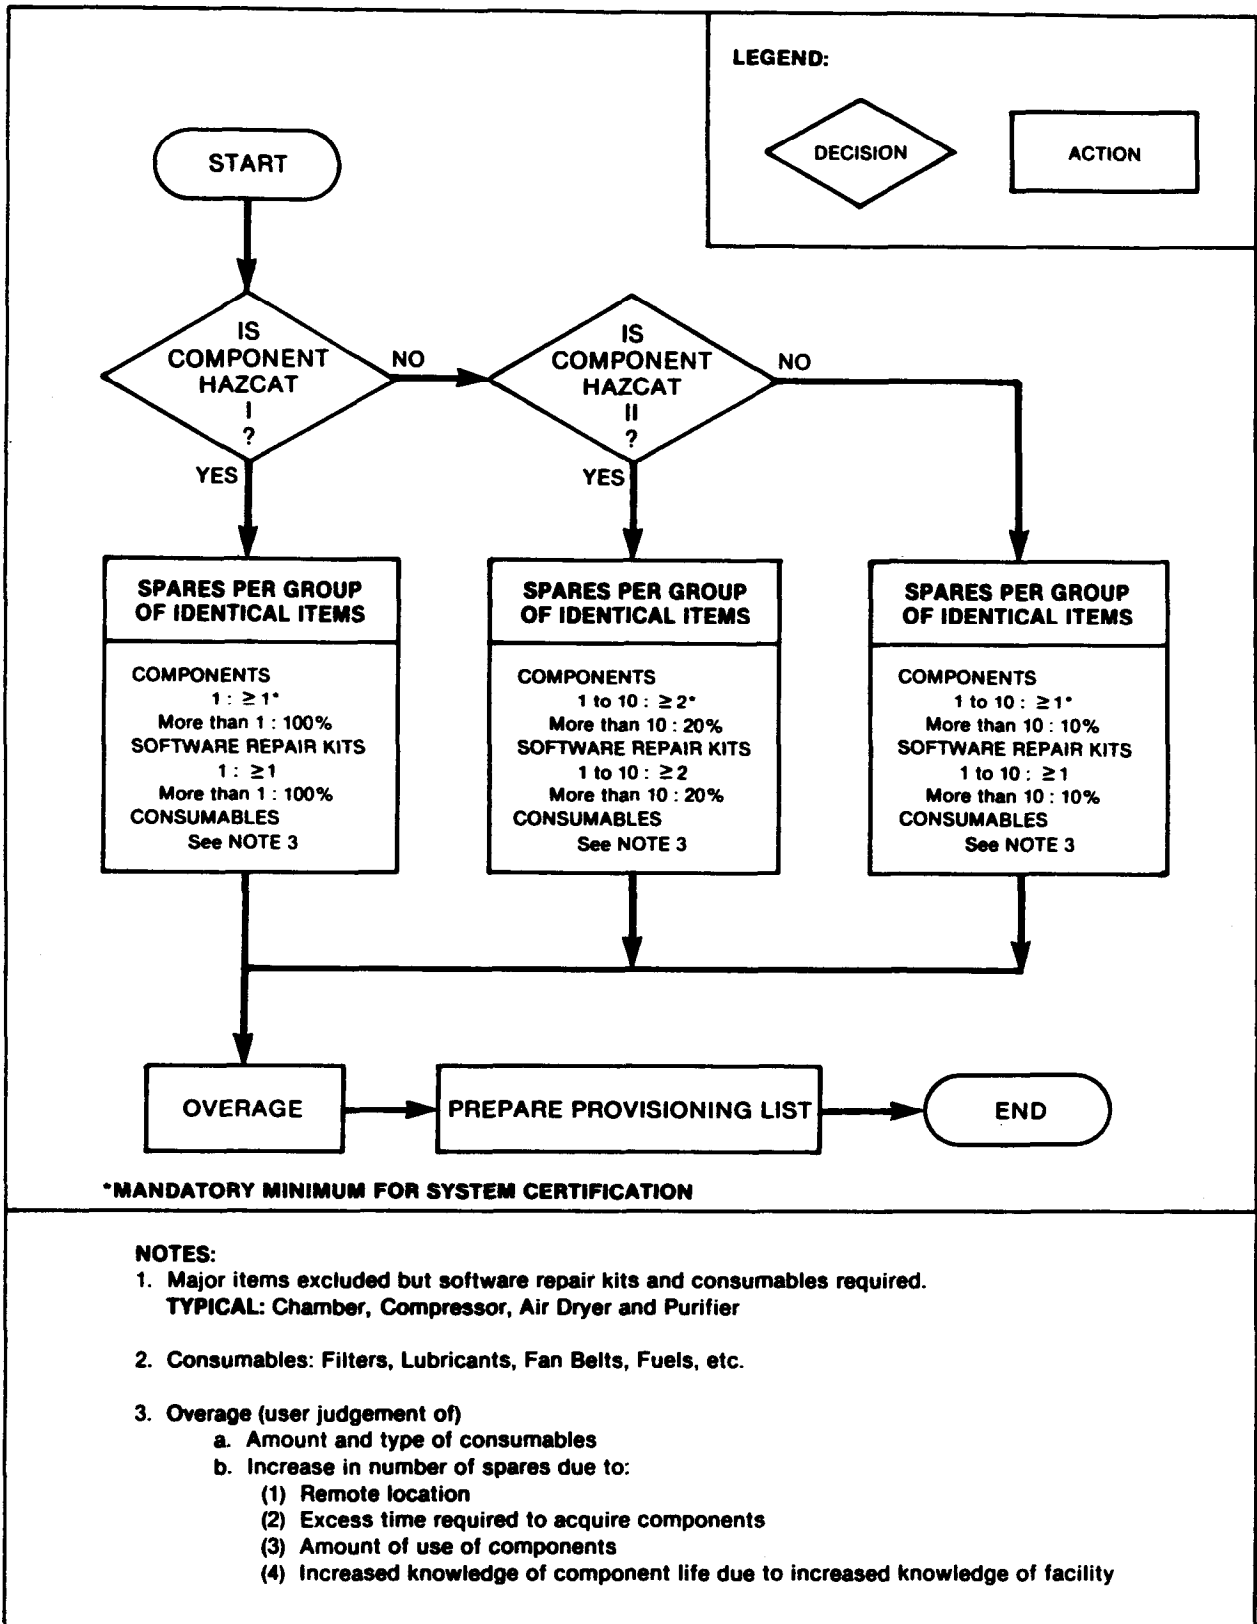 LEGEND:
DECISION
ACTION
START
IS
COMPONENT
HAZCAT
I
?
NO
YES
IS
COMPONENT
HAZCAT
II
?
NO
YES
SPARES PER GROUP
OF IDENTICAL ITEMS
COMPONENTS
1 : ≥1*
More than 1 : 100%
SOFTWARE REPAIR KITS
1 : ≥1
More than 1 : 100%
CONSUMABLES
See NOTE 3
SPARES PER GROUP
OF IDENTICAL ITEMS
COMPONENTS
1 to 10 : ≥2*
More than 10 : 20%
SOFTWARE REPAIR KITS
1 to 10 : ≥2
More than 10 : 20%
CONSUMABLES
See NOTE 3
SPARES PER GROUP
OF IDENTICAL ITEMS
COMPONENTS
1 to 10 : ≥1*
More than 10 : 10%
SOFTWARE REPAIR KITS
1 to 10 : ≥1
More than 10 : 10%
CONSUMABLES
See NOTE 3
OVERAGE
PREPARE PROVISIONING LIST
END
*MANDATORY MINIMUM FOR SYSTEM CERTIFICATION
NOTES:
1. Major items excluded but software repair kits and consumables required.
TYPICAL: Chamber, Compressor, Air Dryer and Purifier
2. Consumables: Filters, Lubricants, Fan Belts, Fuels, etc.
3. Overage (user judgement of)
a. Amount and type of consumables
b. Increase in number of spares due to:
(1) Remote location
(2) Excess time required to acquire components
(3) Amount of use of components
(4) Increased knowledge of component life due to increased knowledge of facility